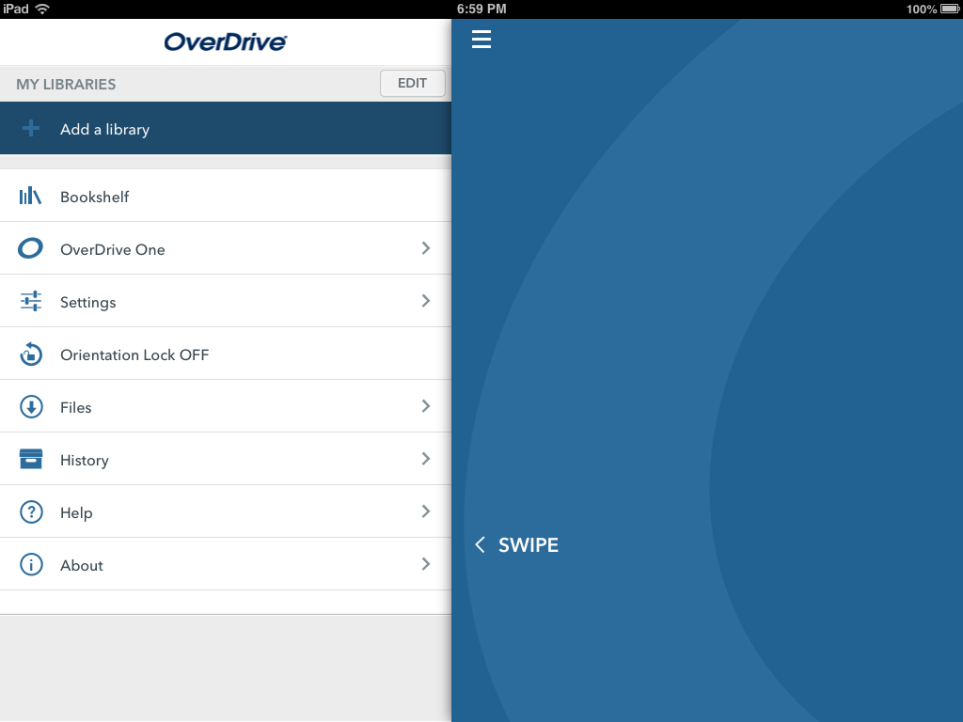 iPad 6:59 PM 100%
OverDrive
MY LIBRARIES EDIT
Add a library
Bookshelf
OverDrive One
Settings
Orientation Lock OFF
Files
History
Help
About
SWIPE